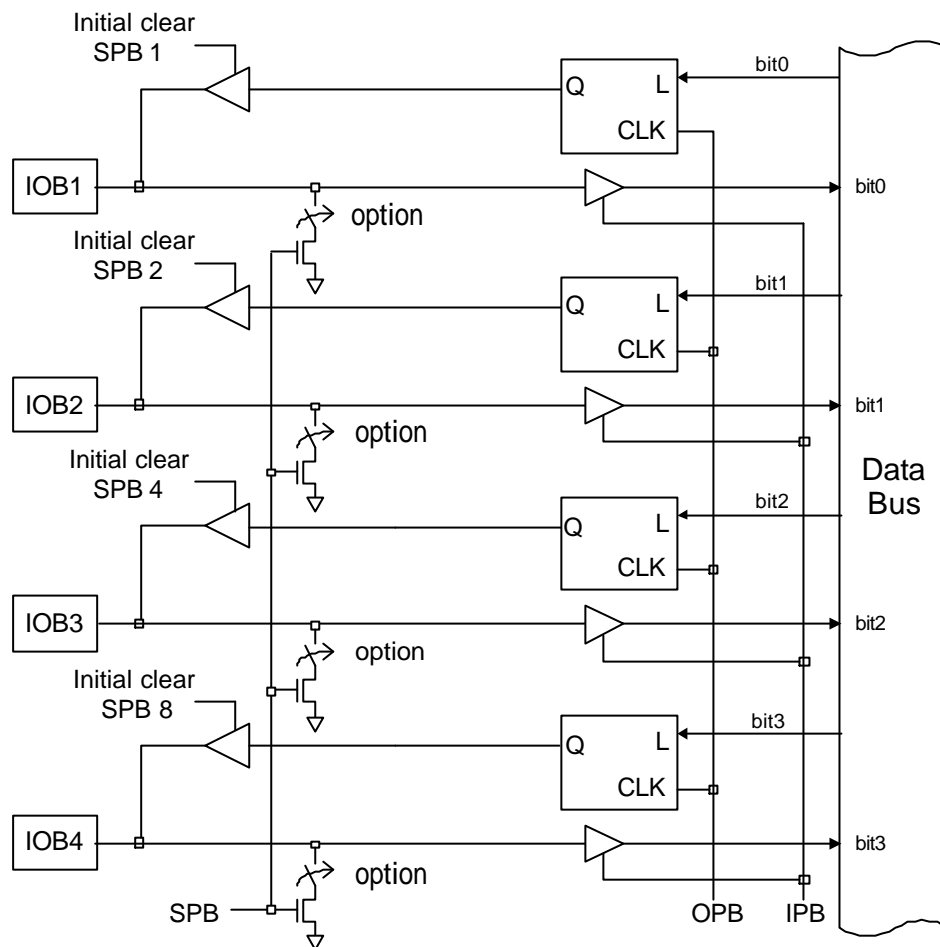 Initial clear
SPB 1
bit0
Q L
CLK
IOB1
bit0
option
Initial clear
SPB 2
bit1
Q L
CLK
IOB2
bit1
option
Initial clear
SPB 4
Data
Bus
bit2
Q L
CLK
IOB3
bit2
option
Initial clear
SPB 8
bit3
Q L
CLK
IOB4
bit3
option
SPB OPB IPB